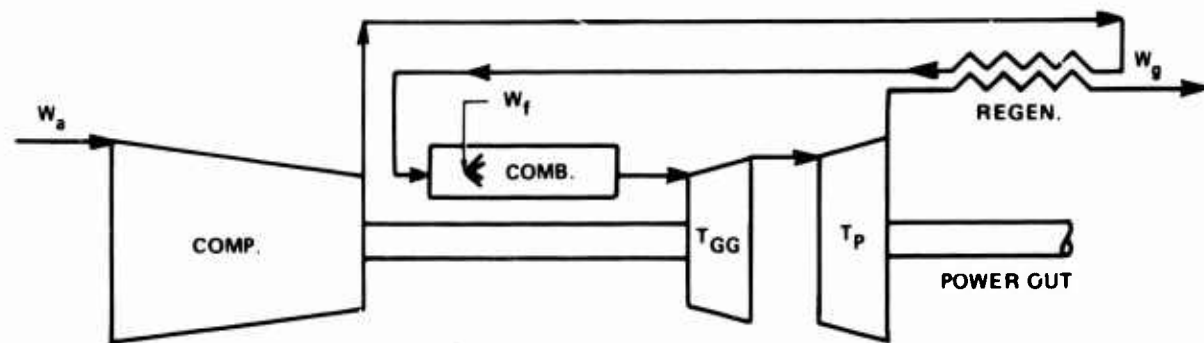 W_g
W_a
W_f
REGEN.
COMB.
T_GG
T_P
COMP.
POWER OUT